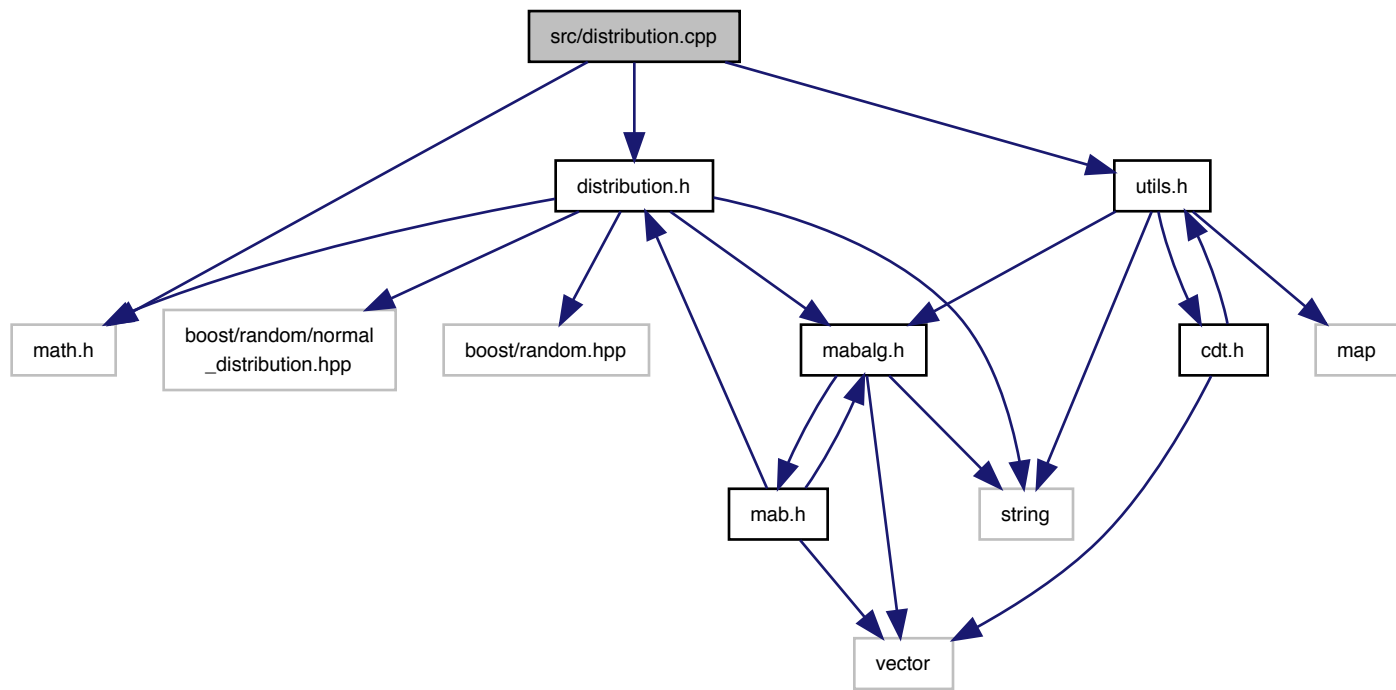 src/distribution.cpp
distribution.h
utils.h
math.h
boost/random/normal
_distribution.hpp
boost/random.hpp
mabalg.h
cdt.h
map
mab.h
string
vector